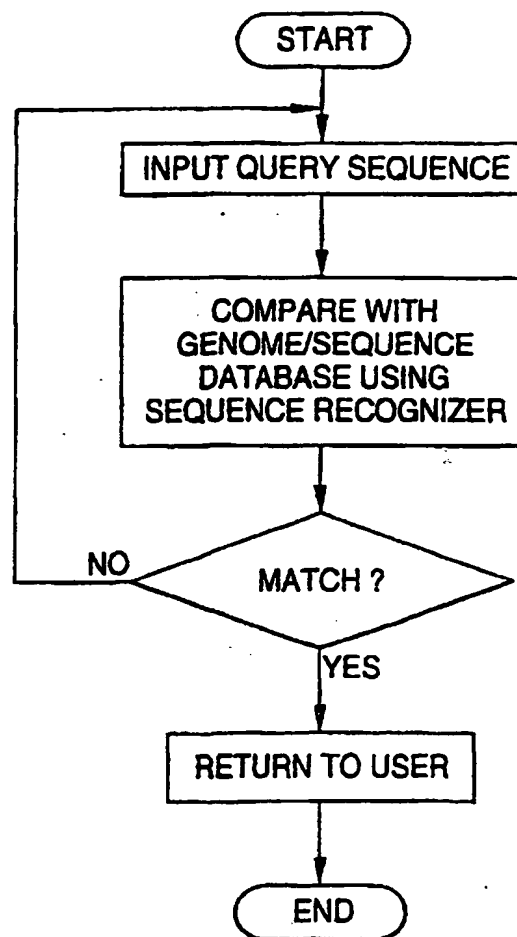 START
INPUT QUERY SEQUENCE
COMPARE WITH
GENOME/SEQUENCE
DATABASE USING
SEQUENCE RECOGNIZER
NO
MATCH ?
YES
RETURN TO USER
END